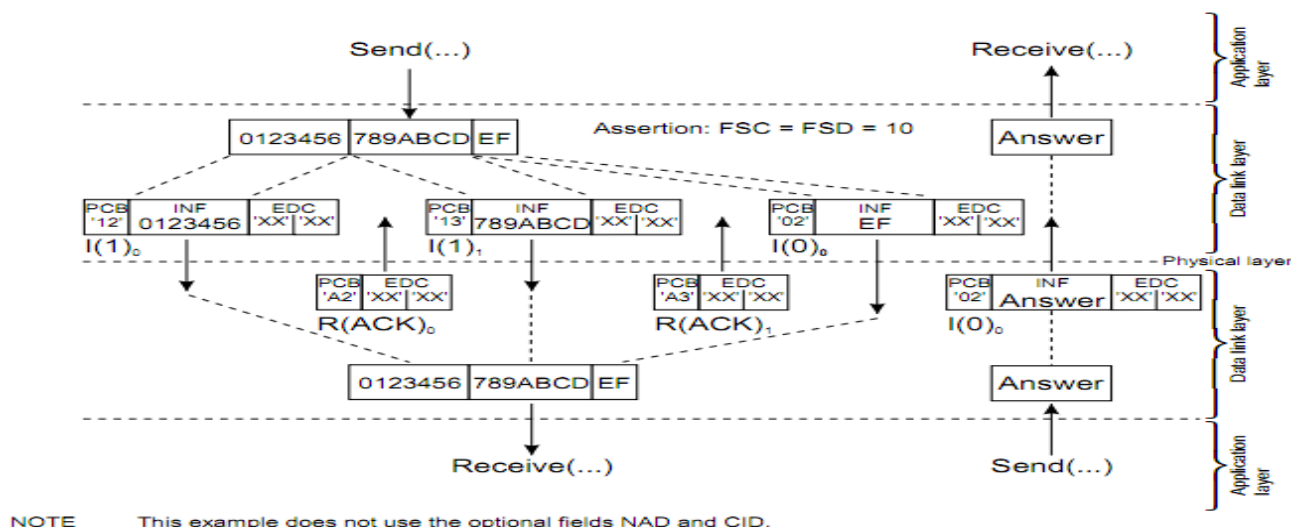 Send(...) Receive(...)
Application layer
0123456 789ABCD EF Assertion: FSC = FSD = 10 Answer
Data link layer
PCB INF EDC PCB INF EDC PCB INF EDC
'12' 0123456 'XX' 'XX' '13' 789ABCD 'XX' 'XX' '02' EF 'XX' 'XX'
I(1)₀ I(1)₁ I(0)₀
Physical layer
PCB EDC PCB EDC PCB INF EDC
'A2' 'XX' 'XX' 'A3' 'XX' 'XX' '02' Answer 'XX' 'XX'
R(ACK)₀ R(ACK)₁ I(0)₀
Data link layer
0123456 789ABCD EF Answer
Receive(...) Send(...)
Application layer
NOTE This example does not use the optional fields NAD and CID.